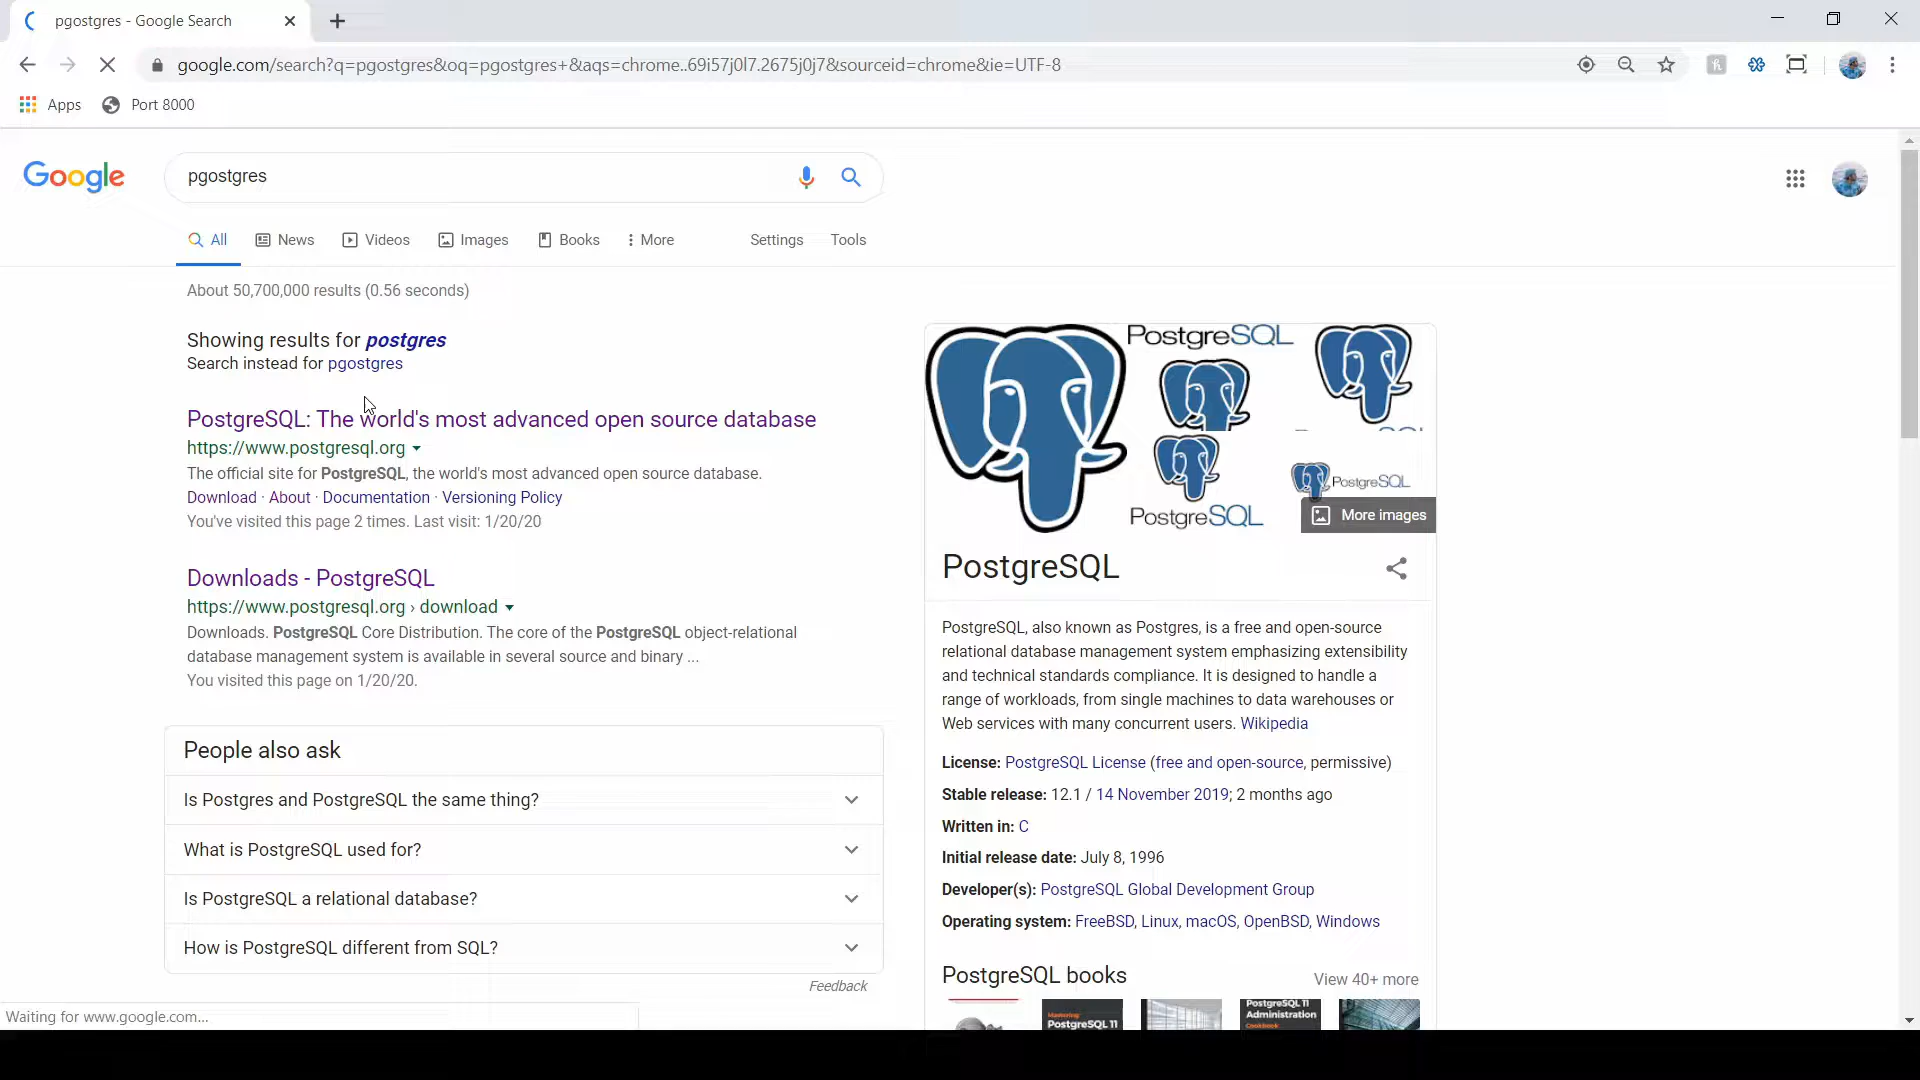 pgostgres - Google Search
google.com/search?q=pgostgres&oq=pgostgres+&aqs=chrome..69i57j0l7.2675j0j7&sourceid=chrome&ie=UTF-8
Apps
Port 8000
Google
pgostgres
All
News
Videos
Images
Books
More
Settings
Tools
About 50,700,000 results (0.56 seconds)
Showing results for postgres
Search instead for pgostgres
PostgreSQL: The world's most advanced open source database
https://www.postgresql.org
The official site for PostgreSQL, the world's most advanced open source database.
Download · About · Documentation · Versioning Policy
You've visited this page 2 times. Last visit: 1/20/20
Downloads - PostgreSQL
https://www.postgresql.org › download
Downloads. PostgreSQL Core Distribution. The core of the PostgreSQL object-relational
database management system is available in several source and binary ...
You visited this page on 1/20/20.
People also ask
Is Postgres and PostgreSQL the same thing?
What is PostgreSQL used for?
Is PostgreSQL a relational database?
How is PostgreSQL different from SQL?
Feedback
Waiting for www.google.com...
PostgreSQL
PostgreSQL
PostgreSQL
More images
PostgreSQL
PostgreSQL, also known as Postgres, is a free and open-source
relational database management system emphasizing extensibility
and technical standards compliance. It is designed to handle a
range of workloads, from single machines to data warehouses or
Web services with many concurrent users. Wikipedia
License: PostgreSQL License (free and open-source, permissive)
Stable release: 12.1 / 14 November 2019; 2 months ago
Written in: C
Initial release date: July 8, 1996
Developer(s): PostgreSQL Global Development Group
Operating system: FreeBSD, Linux, macOS, OpenBSD, Windows
PostgreSQL books
View 40+ more
Mastering
PostgreSQL 11
PostgreSQL 11
Administration
Cookbook